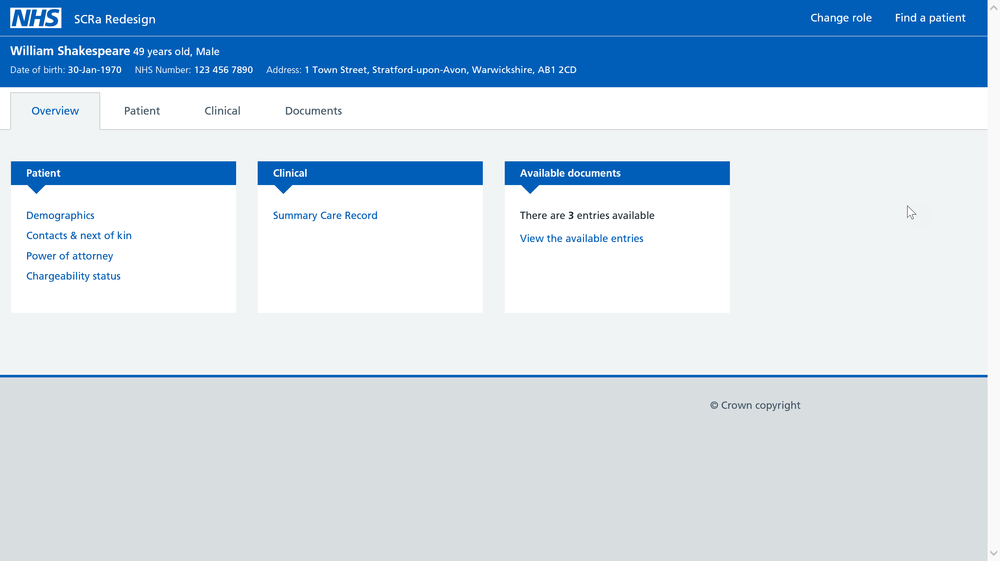 NHS SCRa Redesign Change role Find a patient
William Shakespeare 49 years old, Male
Date of birth: 30-Jan-1970 NHS Number: 123 456 7890 Address: 1 Town Street, Stratford-upon-Avon, Warwickshire, AB1 2CD
Overview Patient Clinical Documents
Patient
Demographics
Contacts & next of kin
Power of attorney
Chargeability status
Clinical
Summary Care Record
Available documents
There are 3 entries available
View the available entries
© Crown copyright